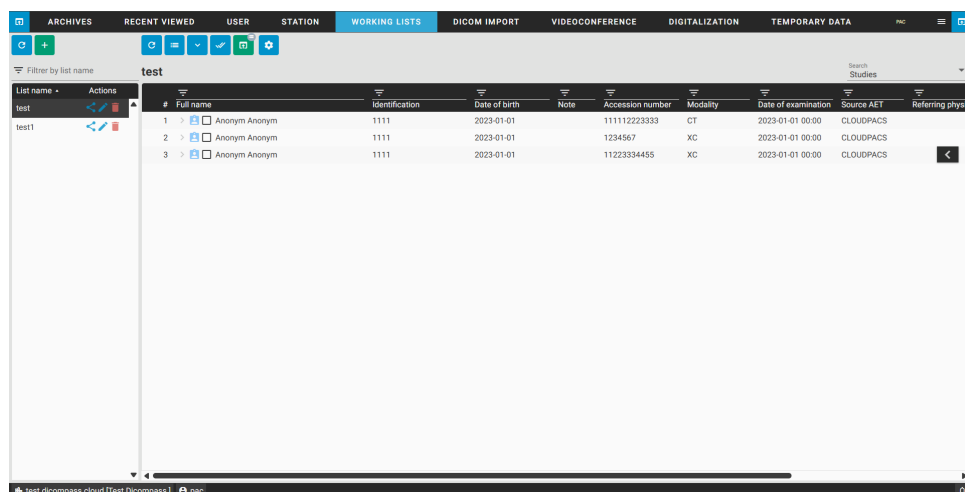 ARCHIVES RECENT VIEWED USER STATION WORKING LISTS DICOM IMPORT VIDEOCONFERENCE DIGITALIZATION TEMPORARY DATA PAC
Filtrer by list name
test
Search
Studies
List name Actions
test
test1
# Full name Identification Date of birth Note Accession number Modality Date of examination Source AET Referring phys
1 Anonym Anonym 1111 2023-01-01 111112223333 CT 2023-01-01 00:00 CLOUDPACS
2 Anonym Anonym 1111 2023-01-01 1234567 XC 2023-01-01 00:00 CLOUDPACS
3 Anonym Anonym 1111 2023-01-01 11223334455 XC 2023-01-01 00:00 CLOUDPACS
test dicompass cloud [Test Dicompass] pac